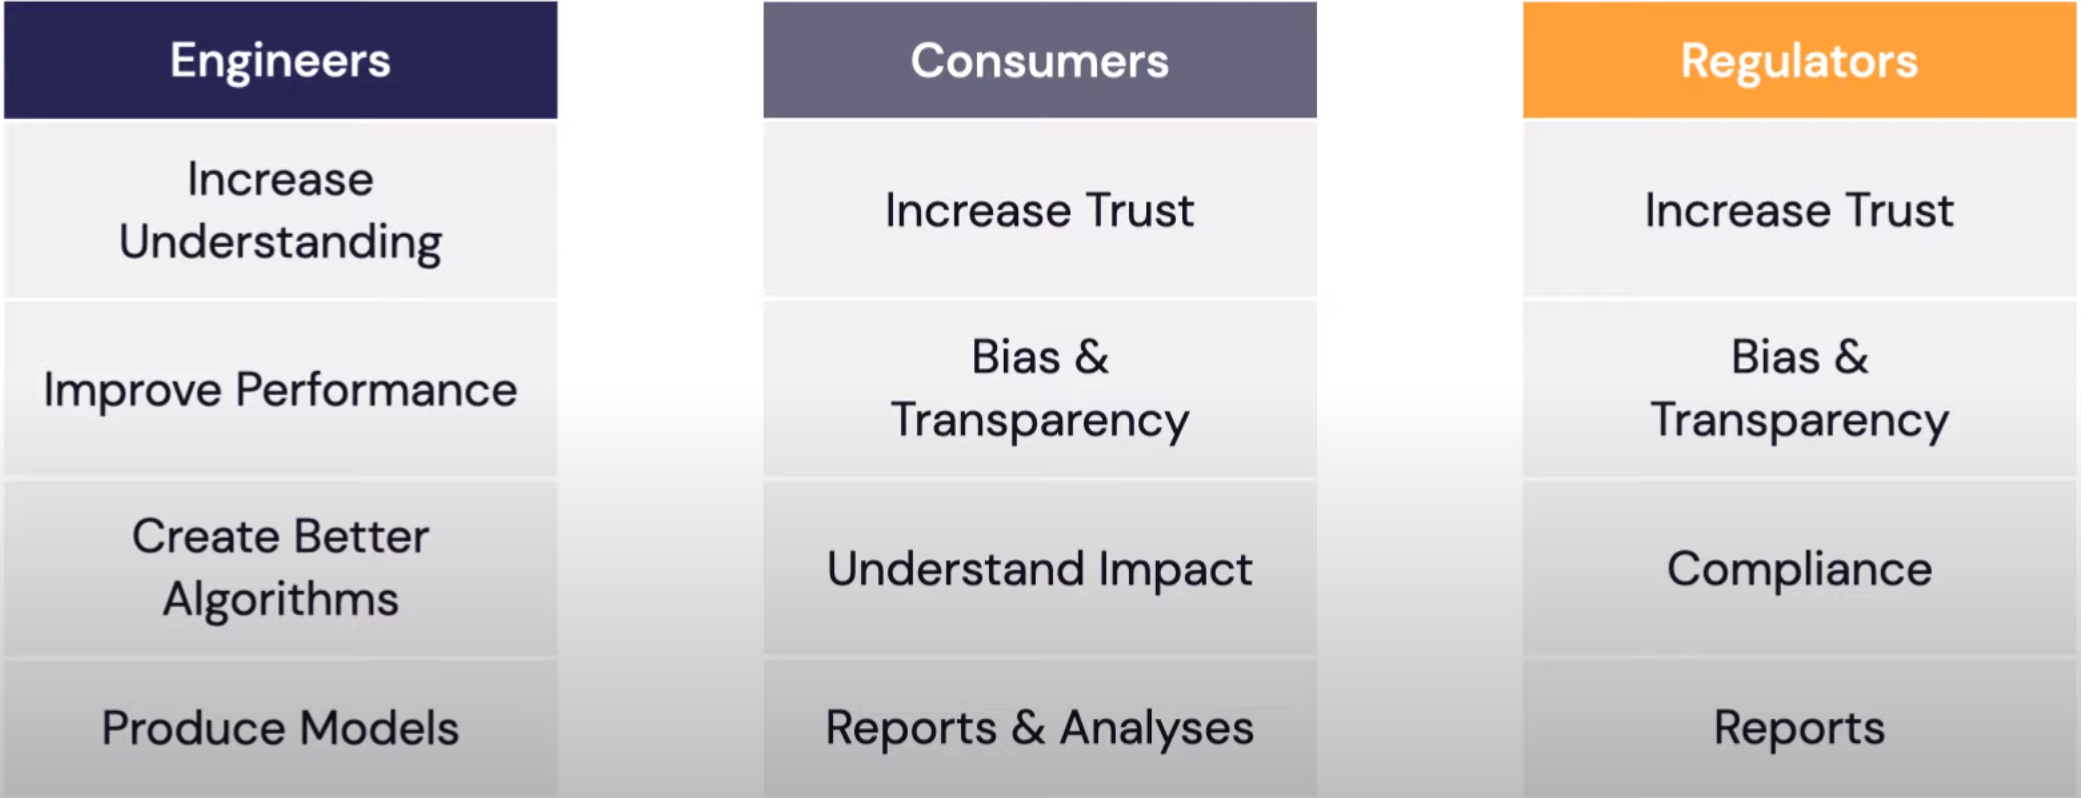 Engineers
Increase
Understanding
Improve Performance
Create Better
Algorithms
Produce Models
Consumers
Increase Trust
Bias &
Transparency
Understand Impact
Reports & Analyses
Regulators
Increase Trust
Bias &
Transparency
Compliance
Reports